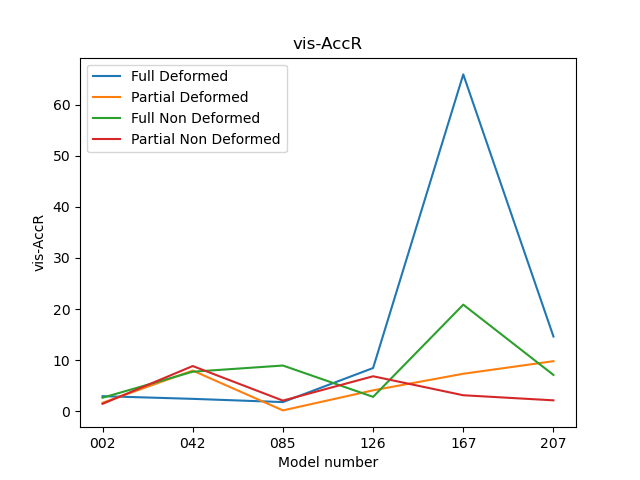 vis-AccR
Full Deformed
Partial Deformed
Full Non Deformed
Partial Non Deformed
60
50
40
30
20
10
0
vis-AccR
002 042 085 126 167 207
Model number